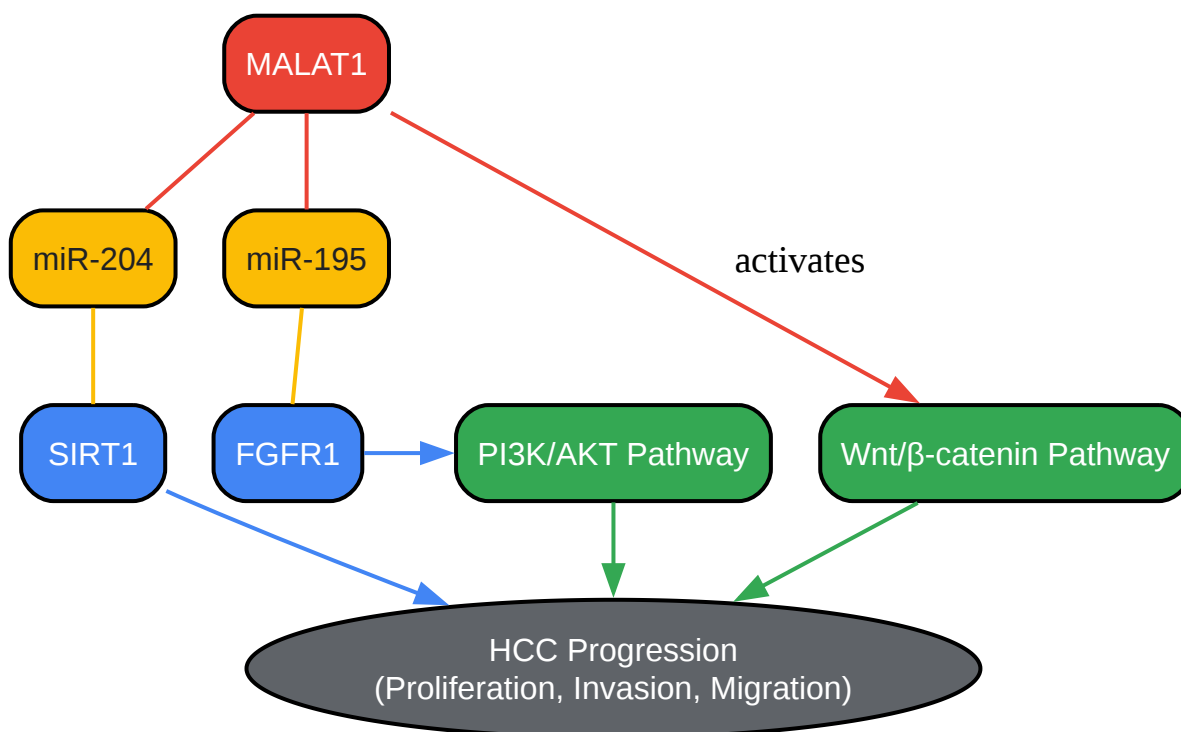 MALAT1
miR-204
miR-195
activates
SIRT1
FGFR1
PI3K/AKT Pathway
Wnt/β-catenin Pathway
HCC Progression
(Proliferation, Invasion, Migration)